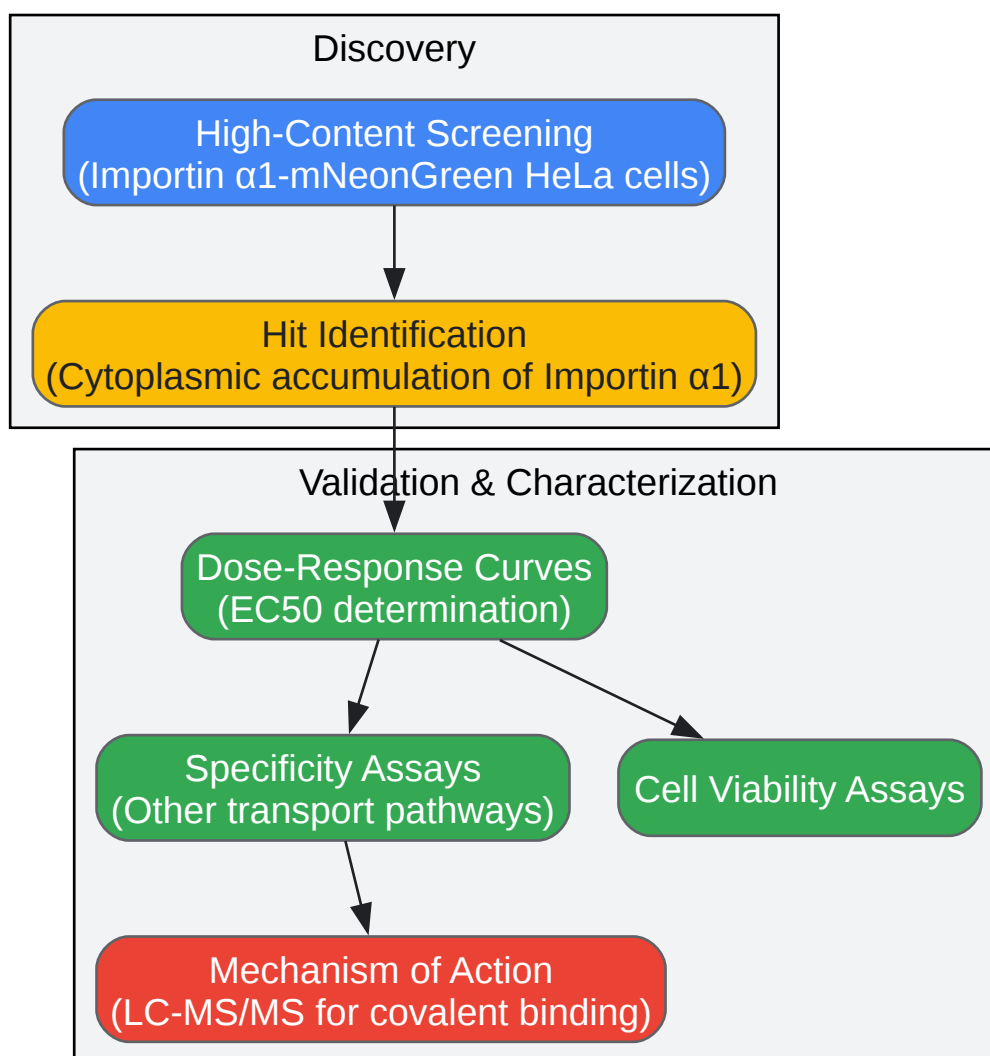 Discovery
High-Content Screening
(Importin α1-mNeonGreen HeLa cells)
Hit Identification
(Cytoplasmic accumulation of Importin α1)
Validation & Characterization
Dose-Response Curves
(EC50 determination)
Specificity Assays
(Other transport pathways)
Cell Viability Assays
Mechanism of Action
(LC-MS/MS for covalent binding)